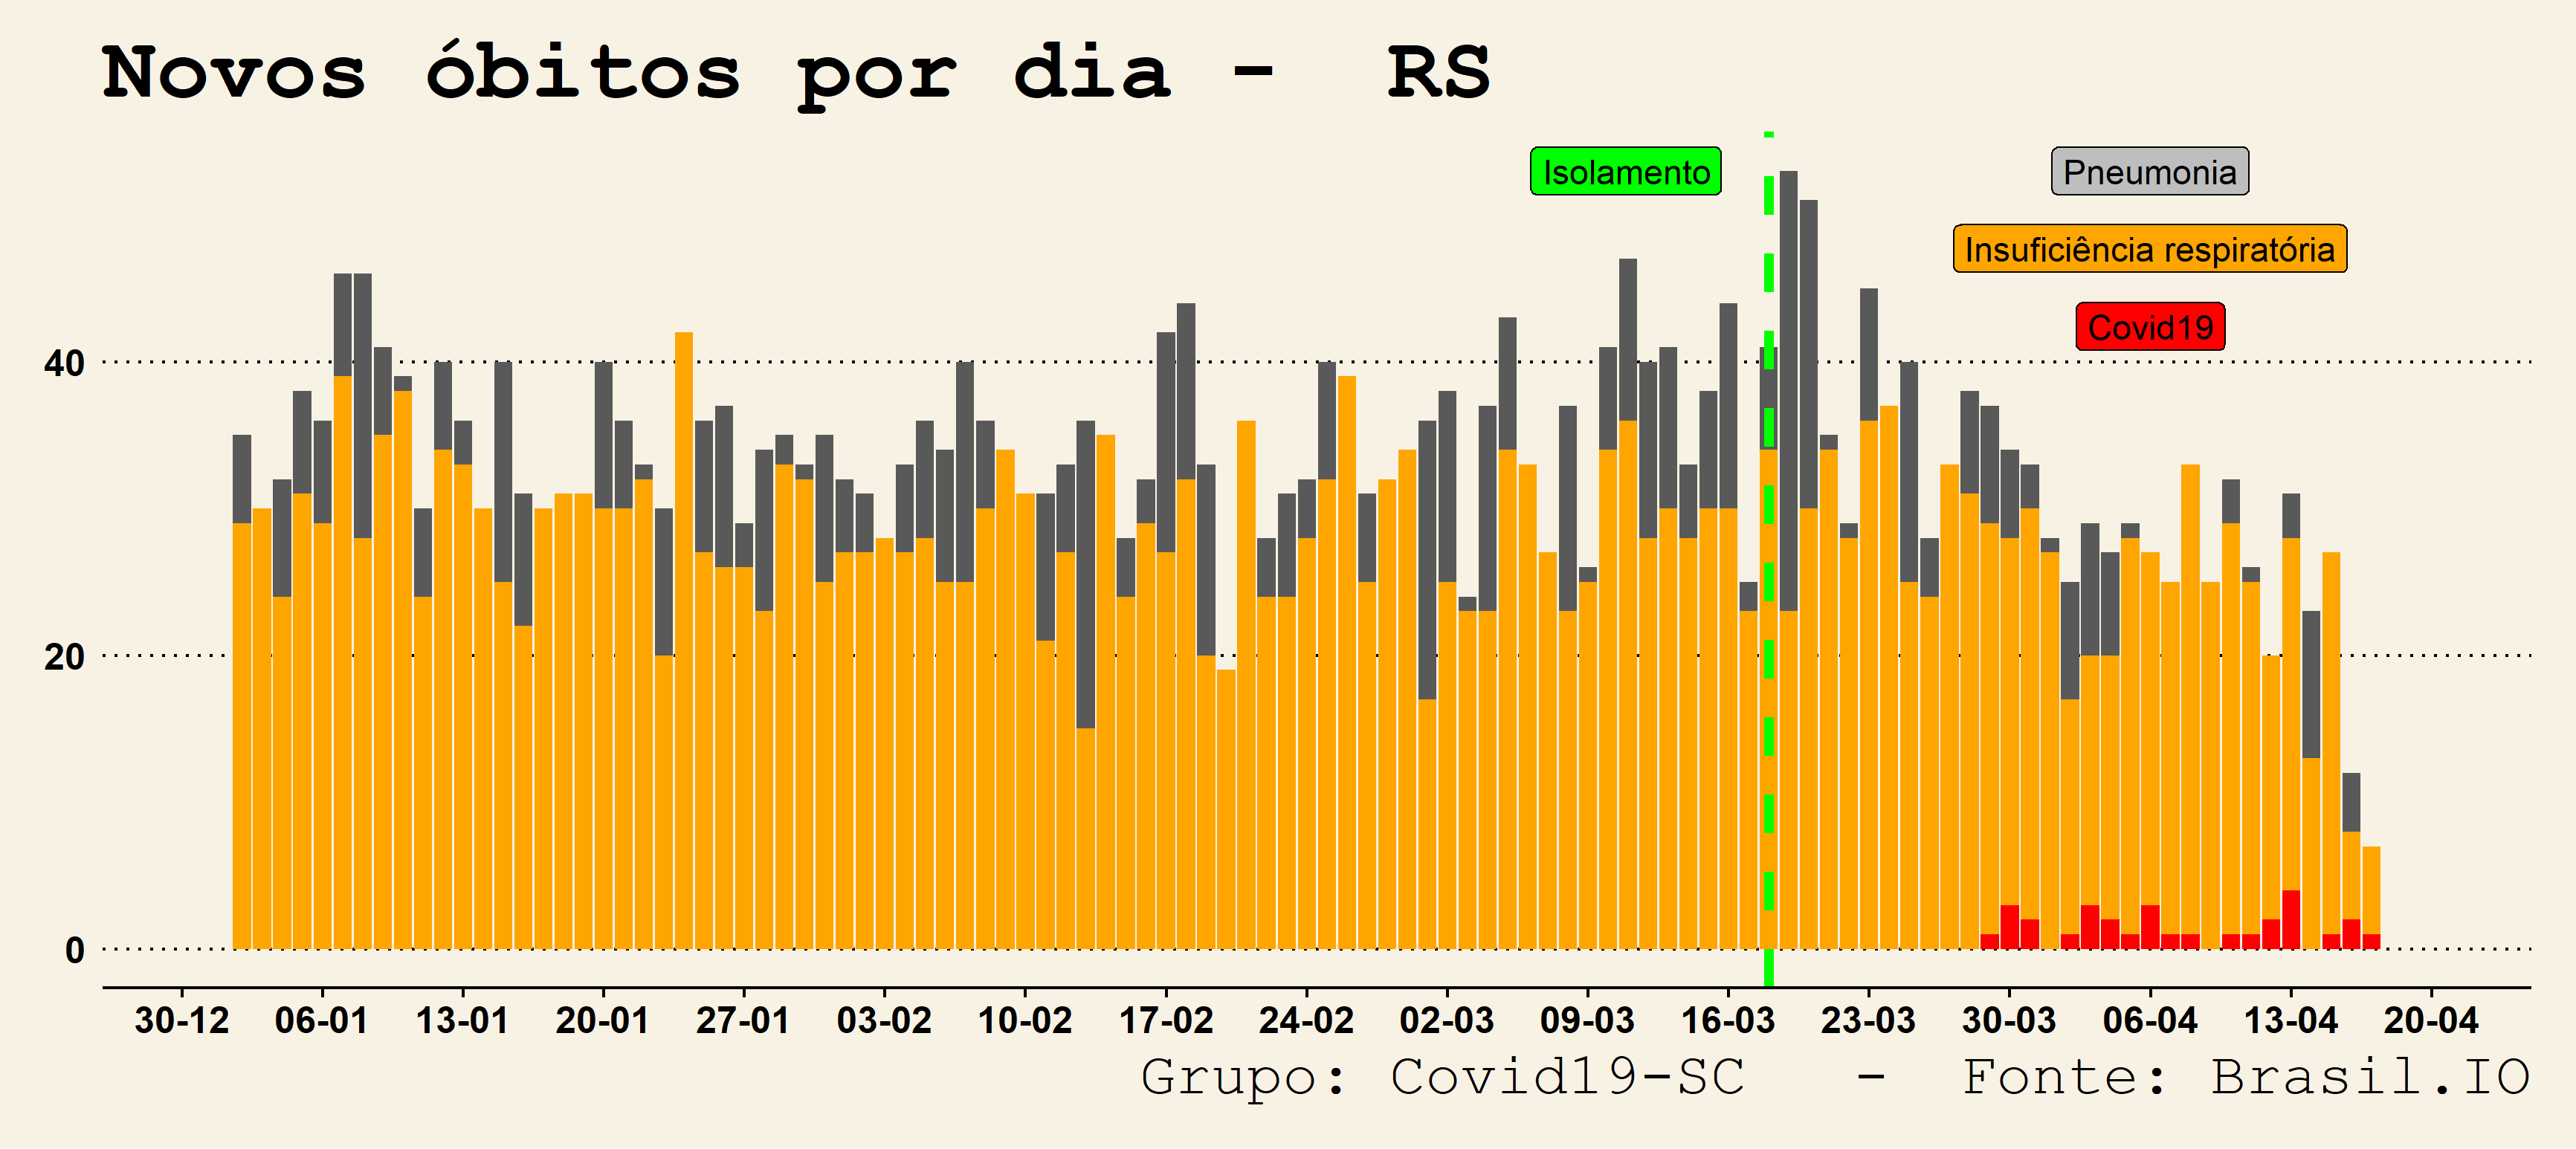 Novos óbitos por dia -  RS
Isolamento
Pneumonia
Insuficiência respiratória
Covid19
40
20
0
30-12 06-01 13-01 20-01 27-01 03-02 10-02 17-02 24-02 02-03 09-03 16-03 23-03 30-03 06-04 13-04 20-04
Grupo: Covid19-SC  -  Fonte: Brasil.IO